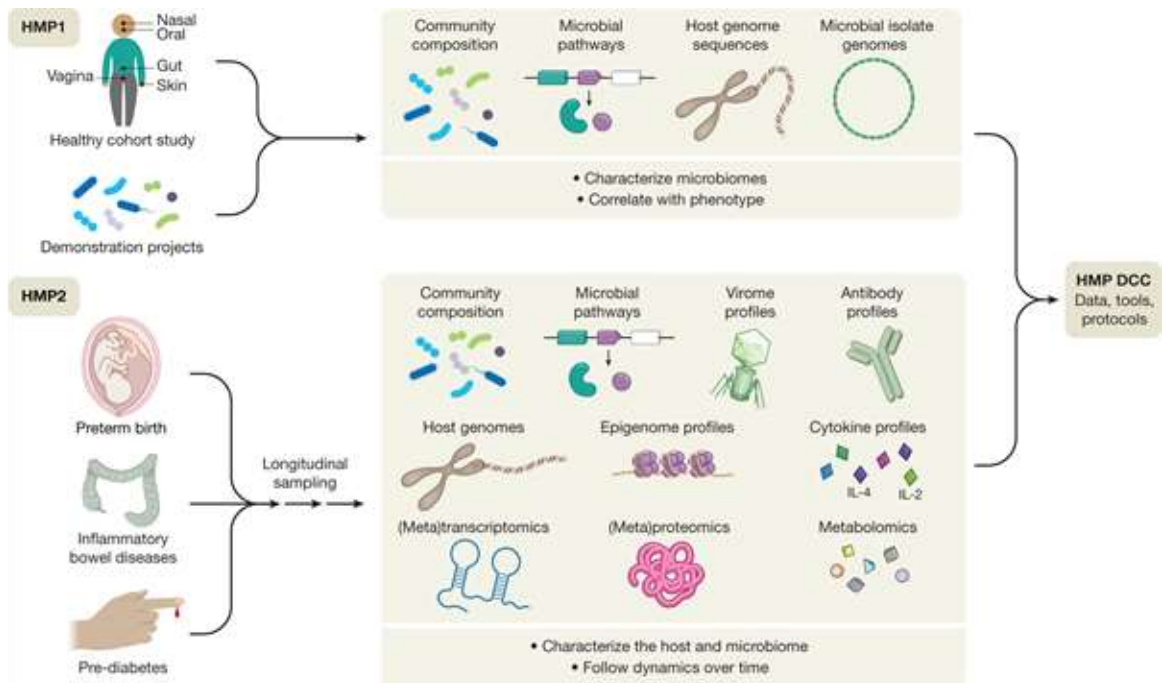 HMP1
Nasal
Oral
Gut
Vagina
Skin
Healthy cohort study
Demonstration projects
Community
composition
Microbial
pathways
Host genome
sequences
Microbial isolate
genomes
• Characterize microbiomes
• Correlate with phenotype
HMP2
Preterm birth
Inflammatory
bowel diseases
Pre-diabetes
Longitudinal
sampling
Community
composition
Microbial
pathways
Virome
profiles
Antibody
profiles
Host genomes
Epigenome profiles
Cytokine profiles
IL-4
IL-2
(Meta)transcriptomics
(Meta)proteomics
Metabolomics
• Characterize the host and microbiome
• Follow dynamics over time
HMP DCC
Data, tools,
protocols